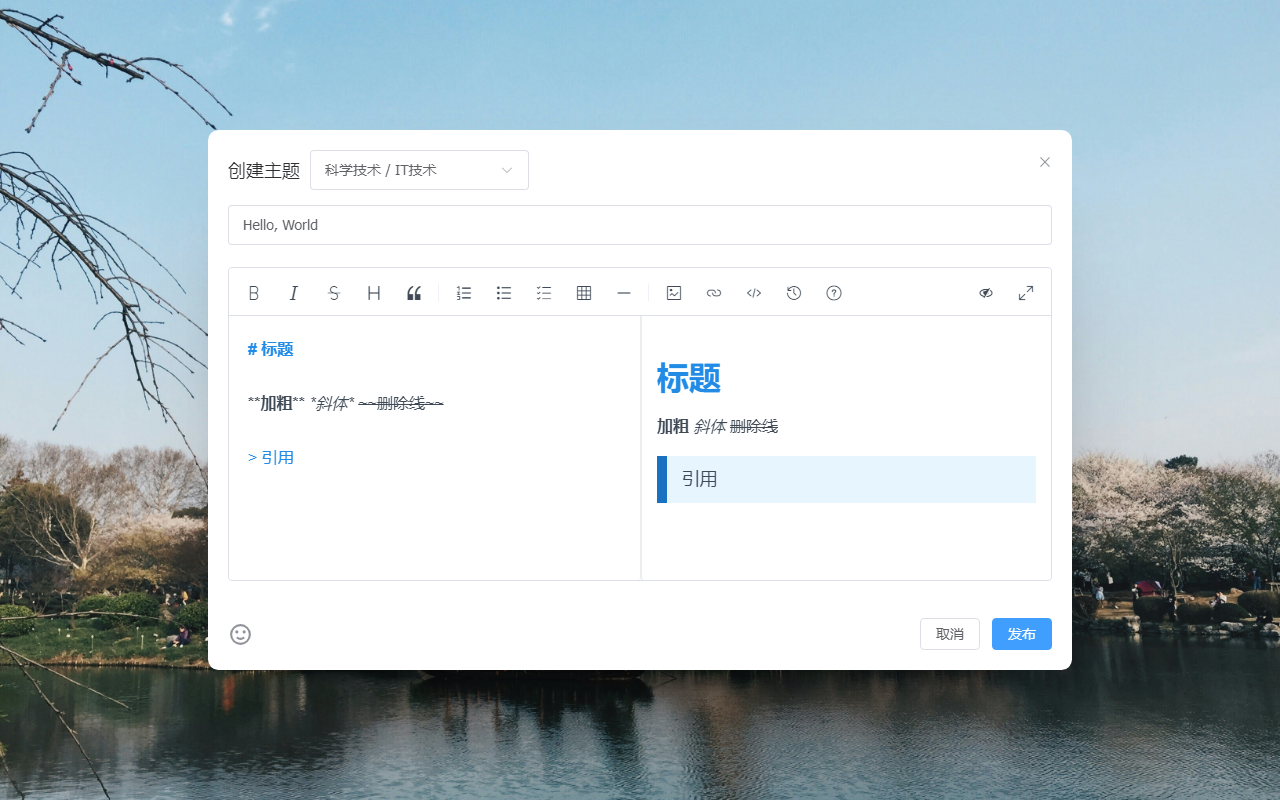 创建主题
科学技术 / IT技术
Hello, World
# 标题
**加粗** *斜体* ~~删除线~~
> 引用
标题
加粗 斜体 删除线
引用
取消
发布